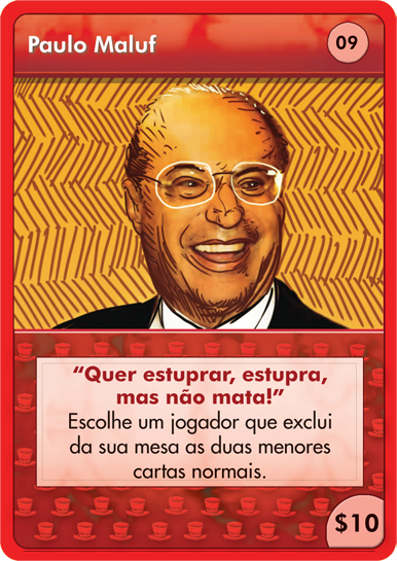 Paulo Maluf
09
“Quer estuprar, estupra,
mas não mata!”
Escolhe um jogador que exclui
da sua mesa as duas menores
cartas normais.
$10